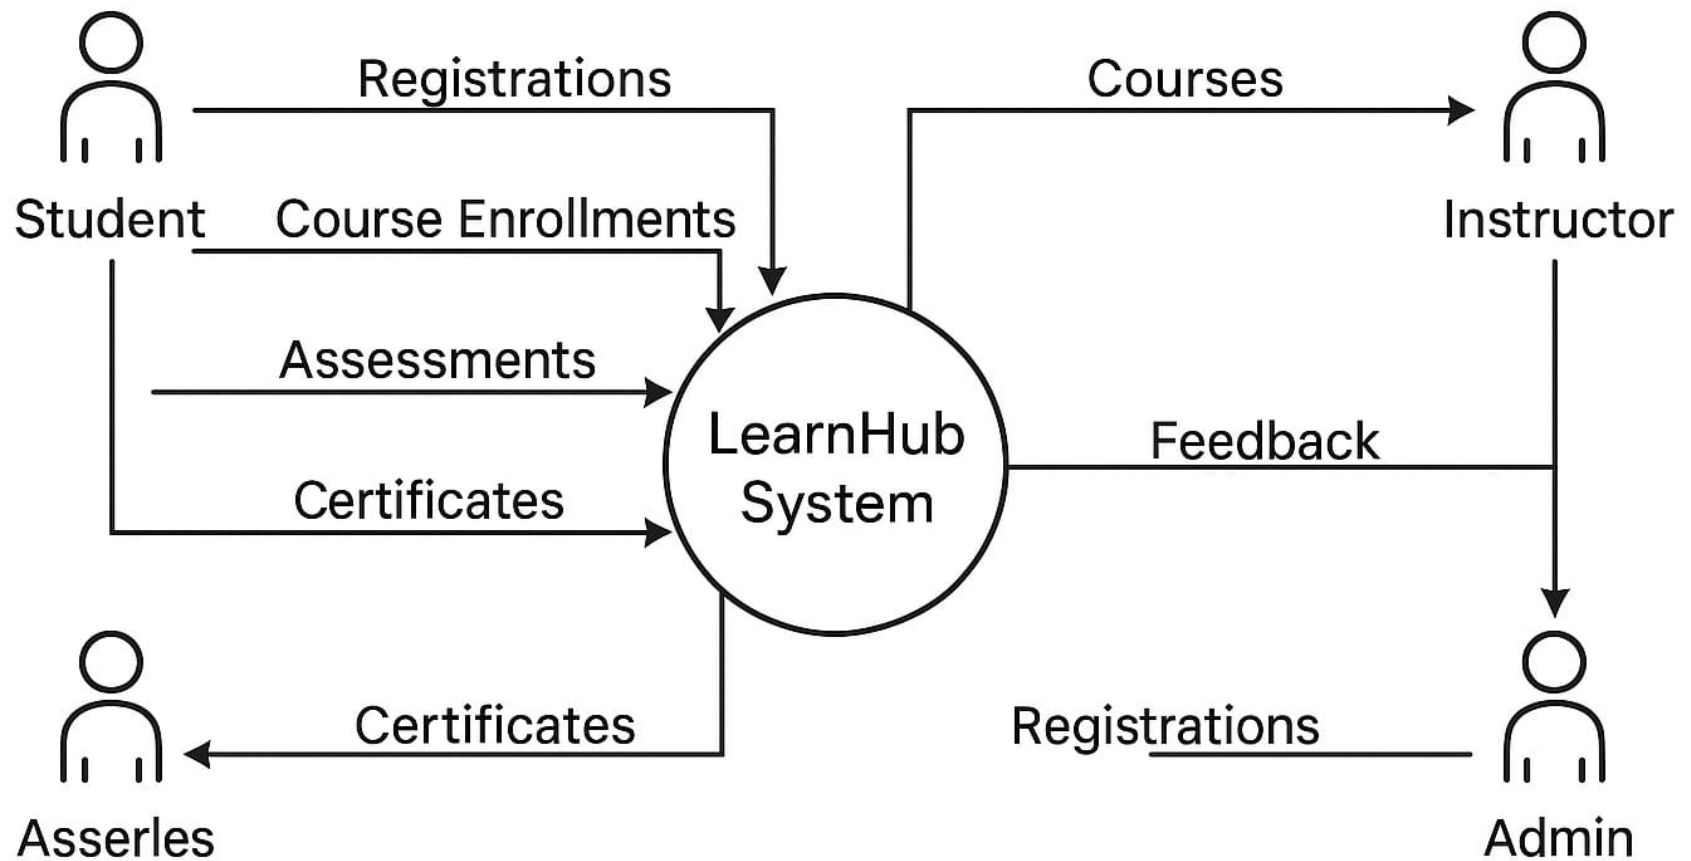 Registrations
Courses
Student
Course Enrollments
Instructor
Assessments
LearnHub
System
Feedback
Certificates
Certificates
Registrations
Asserles
Admin